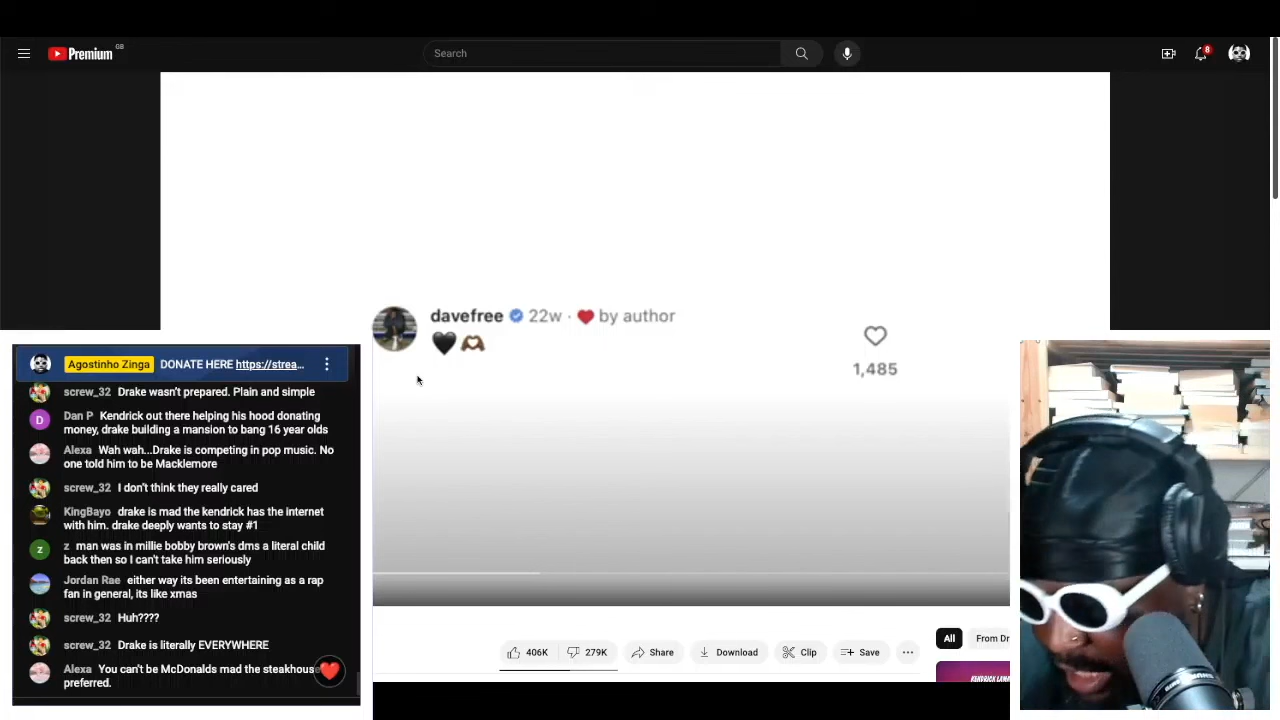 Premium GB
Search
8
davefree 22w · ❤️ by author
🖤🫶🏾
1,485
Agostinho Zinga DONATE HERE https://strea...
screw_32 Drake wasn't prepared. Plain and simple
Dan P Kendrick out there helping his hood donating
money, drake building a mansion to bang 16 year olds
Alexa Wah wah...Drake is competing in pop music. No
one told him to be Macklemore
screw_32 I don't think they really cared
KingBayo drake is mad the kendrick has the internet
with him. drake deeply wants to stay #1
z man was in millie bobby brown's dms a literal child
back then so I can't take him seriously
Jordan Rae either way its been entertaining as a rap
fan in general, its like xmas
screw_32 Huh????
screw_32 Drake is literally EVERYWHERE
Alexa You can't be McDonalds mad the steakhouse
preferred.
406K 279K Share Download Clip Save ...
All From Dr
KENDRICK LAM